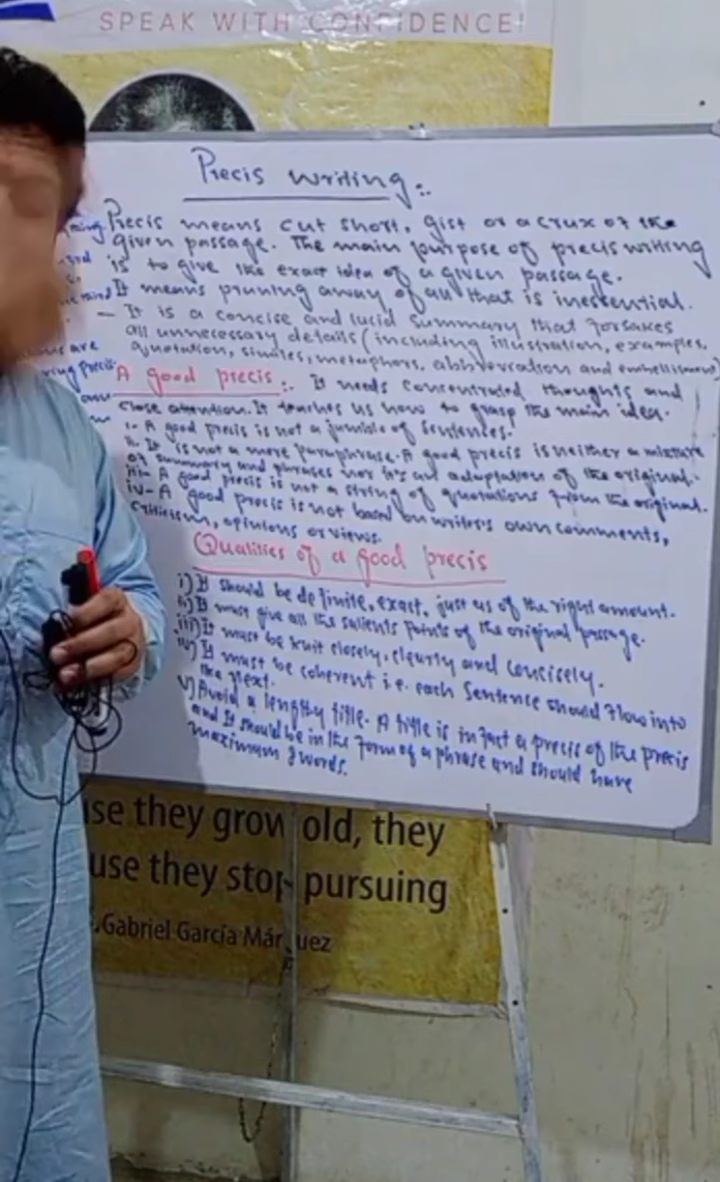 SPEAK WITH CONFIDENCE!
Precis writing:.
Precis means cut short, gist or a crux of the
given passage. The main purpose of precis writing
is to give the exact idea of a given passage.
It means pruning away of all that is inessential.
– It is a concise and lucid summary that forsakes
all unnecessary details (including illustration, examples,
quotation, similes, metaphors, abbreviation and embellishment)
A good precis:. It needs concentrated thoughts and
close attention. It teaches us how to grasp the main idea.
i- A good precis is not a jumble of sentences.
ii- It is not a mere paraphrase. A good precis is neither a mixture
of summary and phrases nor it's an adaptation of the original.
iii- A good precis is not a string of quotations from the original.
iv- A good precis is not based on writer's own comments,
criticism, opinions or views.
Qualities of a good precis
i) It should be definite, exact, just as of the right amount.
ii) It must give all the salients points of the original passage.
iii) It must be knit closely, clearly and concisely.
iv) It must be coherent i.e. each sentence should flow into
the next.
v) Avoid a lengthy title. A title is infact a precis of the precis
and It should be in the form of a phrase and should have
maximum words.
they grow old, they
use they stop pursuing
Gabriel García Márquez